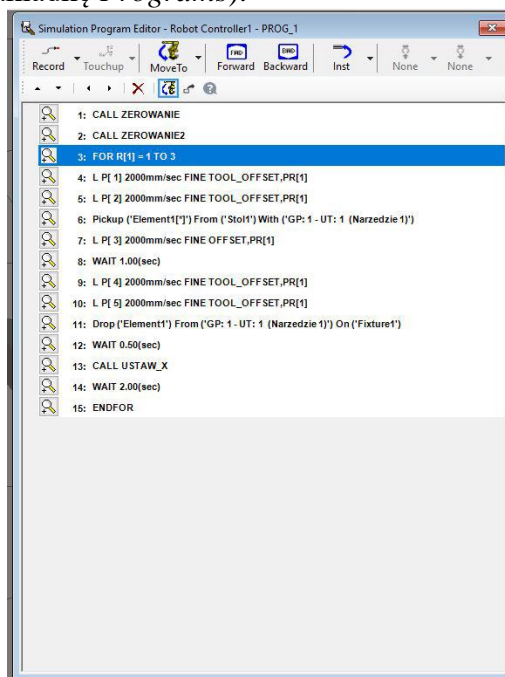 Programs).
Simulation Program Editor - Robot Controller1 - PROG_1
Record Touchup MoveTo FWD Forward BWD Backward Inst None None
1: CALL ZEROWANIE
2: CALL ZEROWANIE2
3: FOR R[1] = 1 TO 3
4: L P[ 1] 2000mm/sec FINE TOOL_OFFSET,PR[1]
5: L P[ 2] 2000mm/sec FINE TOOL_OFFSET,PR[1]
6: Pickup ('Element1[*]') From ('Stol1') With ('GP: 1 - UT: 1 (Narzedzie 1)')
7: L P[ 3] 2000mm/sec FINE OFFSET,PR[1]
8: WAIT 1.00(sec)
9: L P[ 4] 2000mm/sec FINE TOOL_OFFSET,PR[1]
10: L P[ 5] 2000mm/sec FINE TOOL_OFFSET,PR[1]
11: Drop ('Element1') From ('GP: 1 - UT: 1 (Narzedzie 1)') On ('Fixture1')
12: WAIT 0.50(sec)
13: CALL USTAW_X
14: WAIT 2.00(sec)
15: ENDFOR